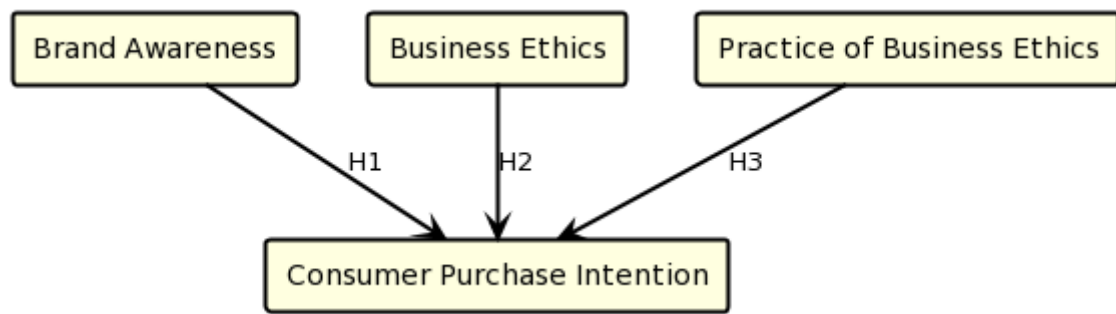 Brand Awareness
Business Ethics
Practice of Business Ethics
H1
H2
H3
Consumer Purchase Intention